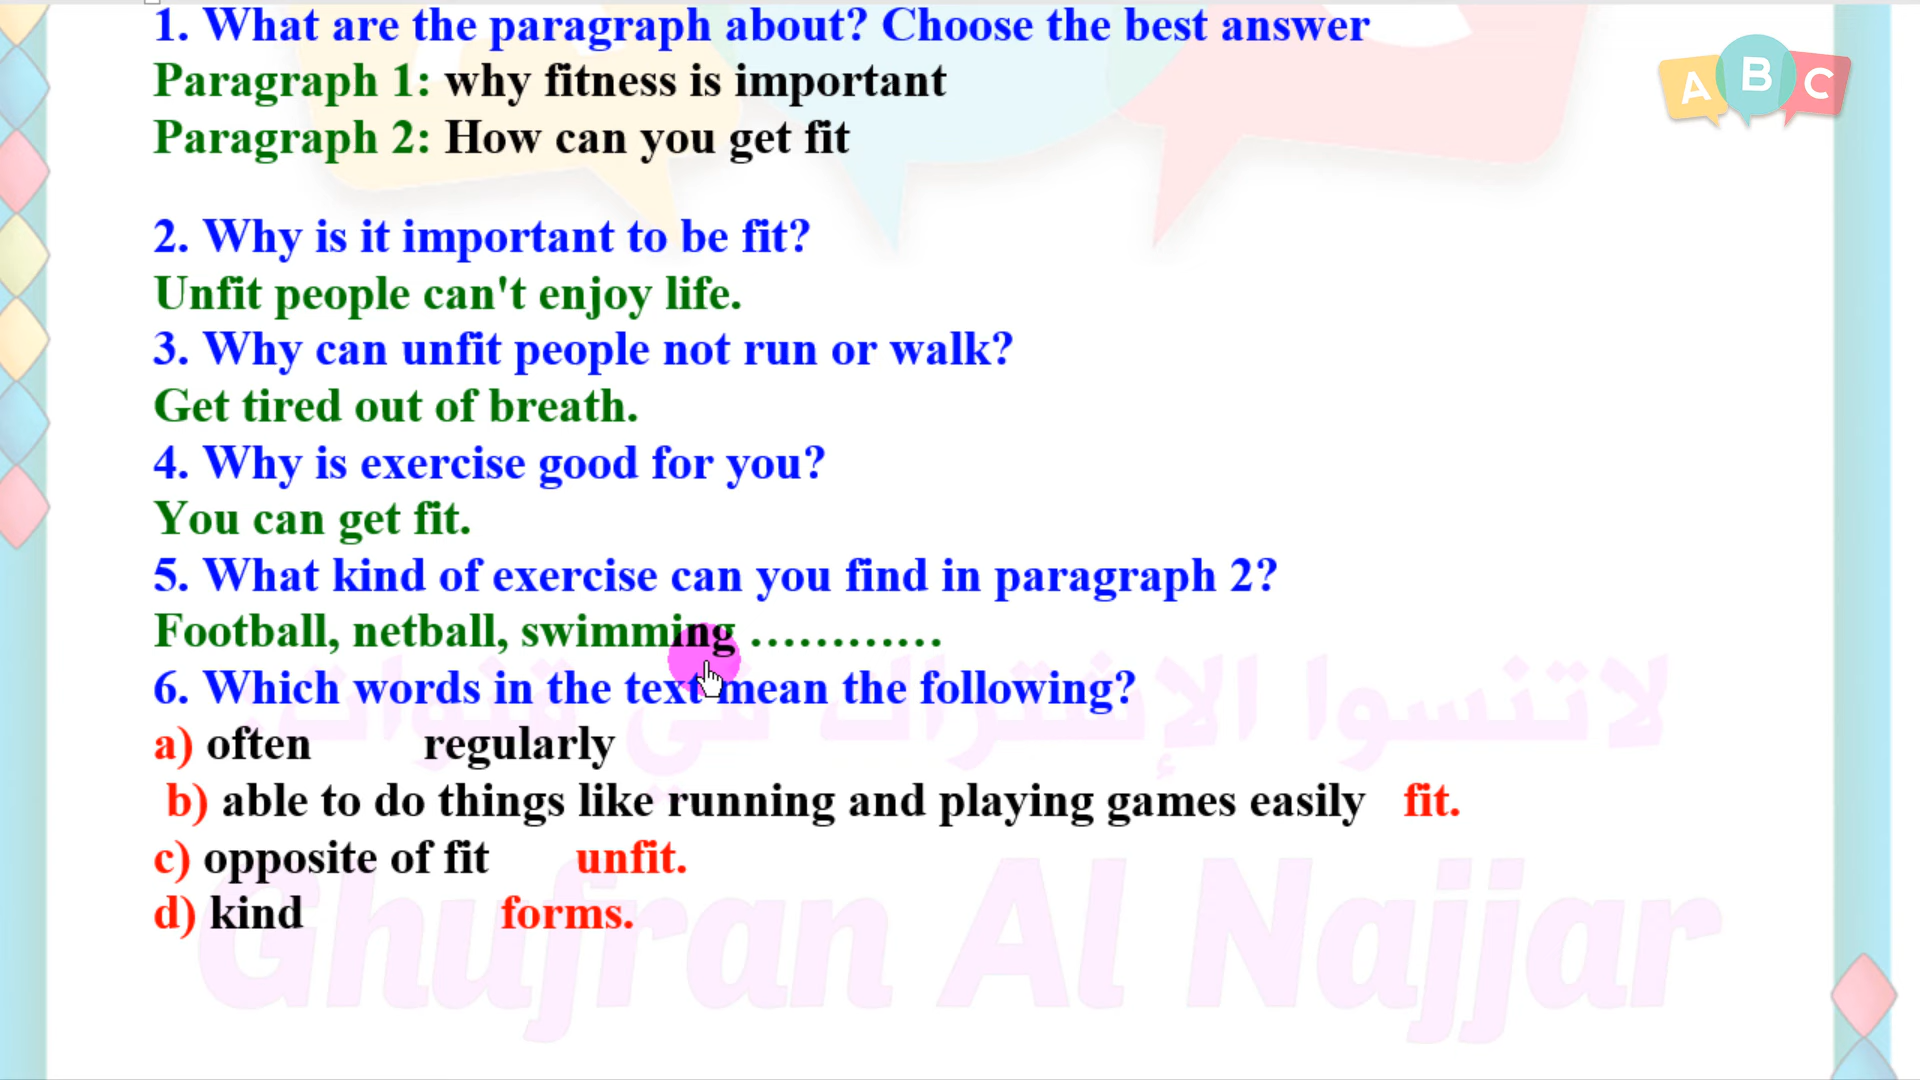 1. What are the paragraph about? Choose the best answer
Paragraph 1: why fitness is important
Paragraph 2: How can you get fit
A B C
2. Why is it important to be fit?
Unfit people can't enjoy life.
3. Why can unfit people not run or walk?
Get tired out of breath.
4. Why is exercise good for you?
You can get fit.
5. What kind of exercise can you find in paragraph 2?
Football, netball, swimming …………
6. Which words in the text mean the following?
لاتنسوا الإشتراك في قنوات:
a) often regularly
b) able to do things like running and playing games easily fit.
c) opposite of fit unfit.
d) kind forms.
Ghufran Al Najjar